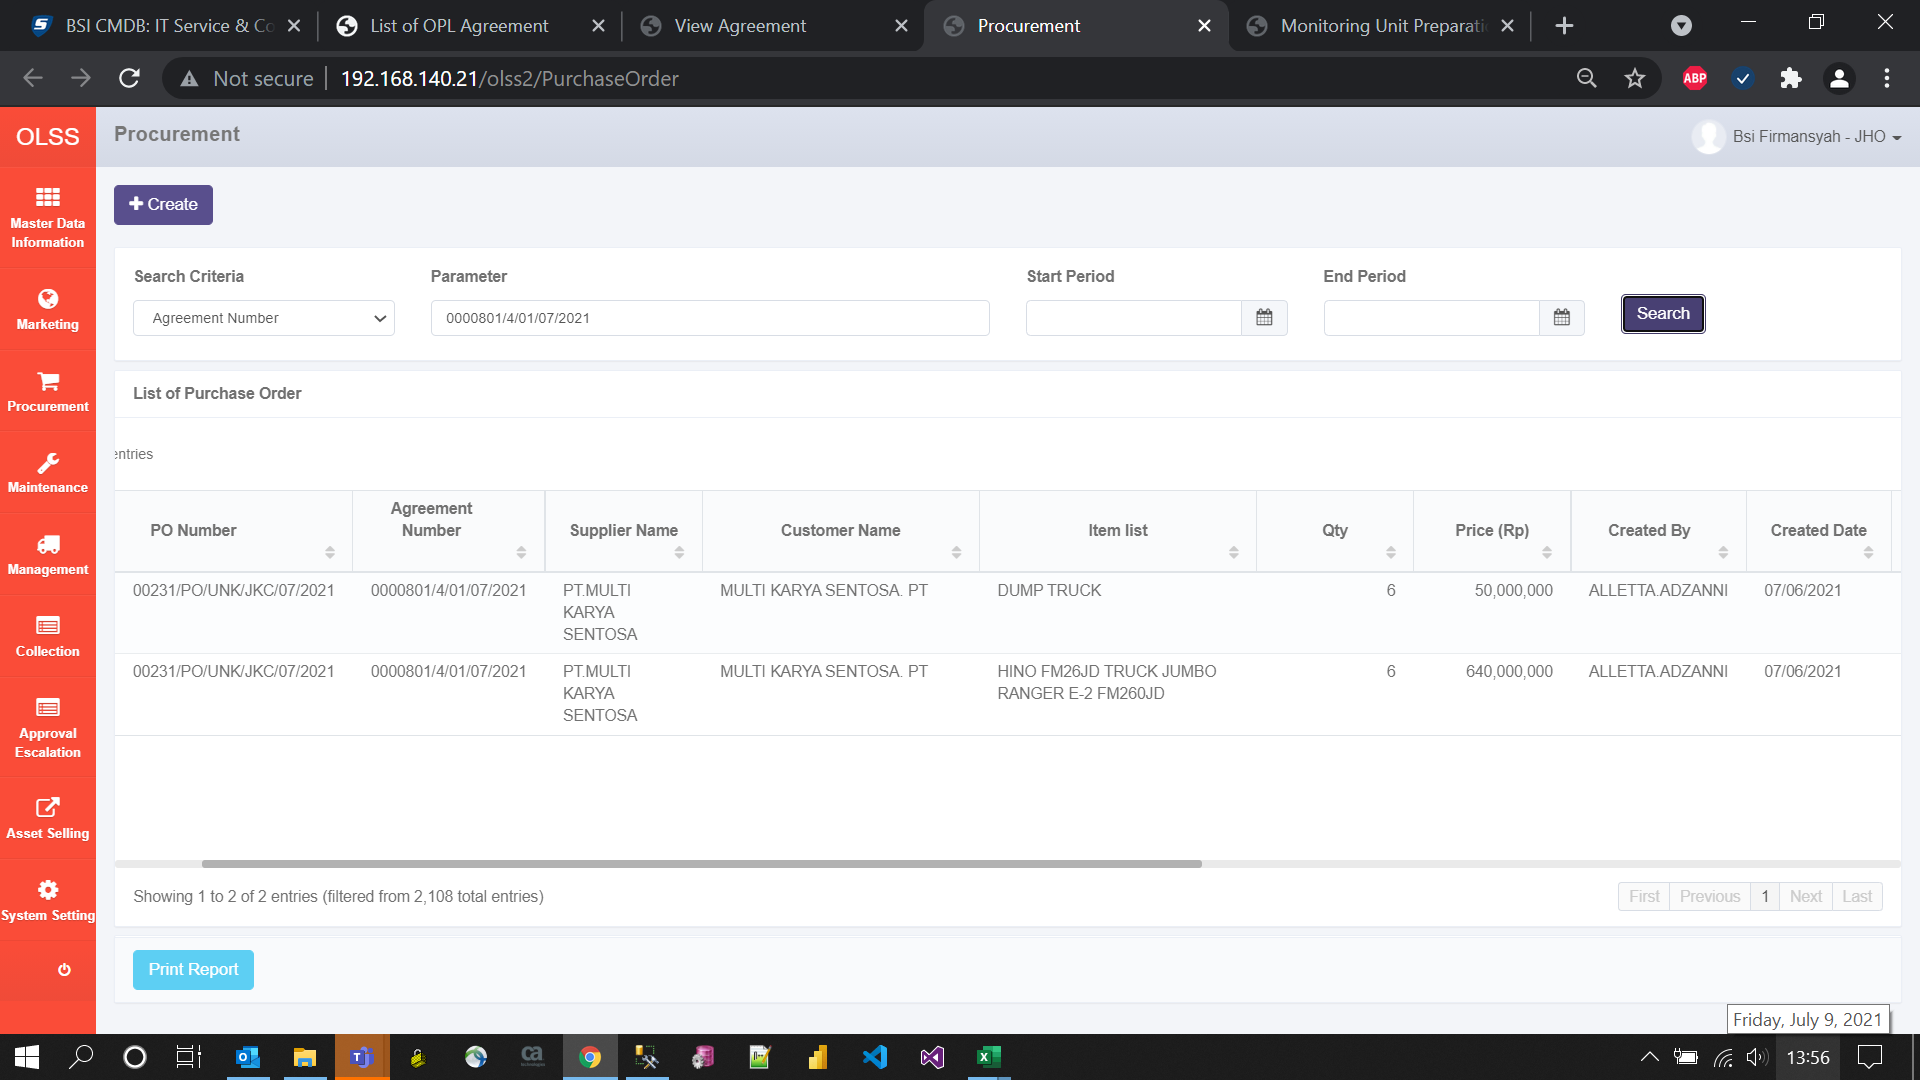 BSI CMDB: IT Service & Co
List of OPL Agreement
View Agreement
Procurement
Monitoring Unit Preparati
Not secure
192.168.140.21/olss2/PurchaseOrder
ABP
OLSS
Procurement
Bsi Firmansyah - JHO
Master Data
Information
Marketing
Procurement
Maintenance
Management
Collection
Approval
Escalation
Asset Selling
System Setting
Create
Search Criteria
Parameter
Start Period
End Period
Agreement Number
0000801/4/01/07/2021
Search
List of Purchase Order
entries
PO Number
Agreement
Number
Supplier Name
Customer Name
Item list
Qty
Price (Rp)
Created By
Created Date
00231/PO/UNK/JKC/07/2021
0000801/4/01/07/2021
PT.MULTI
KARYA
SENTOSA
MULTI KARYA SENTOSA. PT
DUMP TRUCK
6
50,000,000
ALLETTA.ADZANNI
07/06/2021
00231/PO/UNK/JKC/07/2021
0000801/4/01/07/2021
PT.MULTI
KARYA
SENTOSA
MULTI KARYA SENTOSA. PT
HINO FM26JD TRUCK JUMBO
RANGER E-2 FM260JD
6
640,000,000
ALLETTA.ADZANNI
07/06/2021
Showing 1 to 2 of 2 entries (filtered from 2,108 total entries)
First
Previous
1
Next
Last
Print Report
Friday, July 9, 2021
13:56